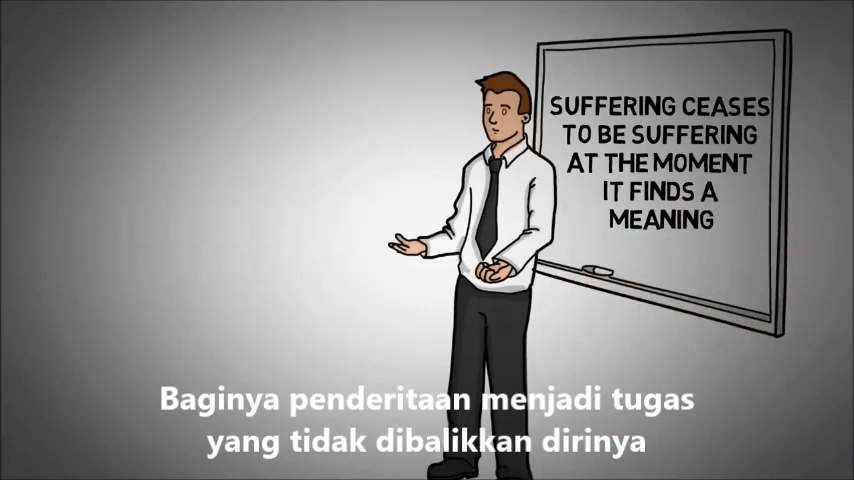 SUFFERING CEASES
TO BE SUFFERING
AT THE MOMENT
IT FINDS A
MEANING
Baginya penderitaan menjadi tugas
yang tidak dibalikkan dirinya